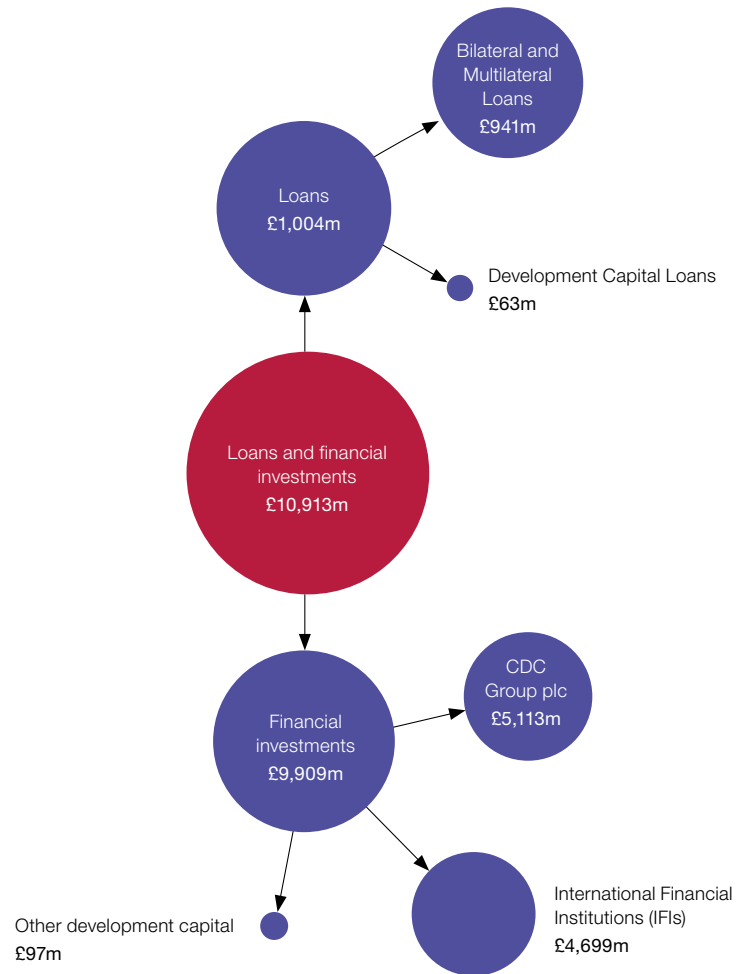 Bilateral and
Multilateral
Loans
£941m
Loans
£1,004m
Development Capital Loans
£63m
Loans and financial
investments
£10,913m
CDC
Group plc
£5,113m
Financial
investments
£9,909m
International Financial
Institutions (IFIs)
£4,699m
Other development capital
£97m